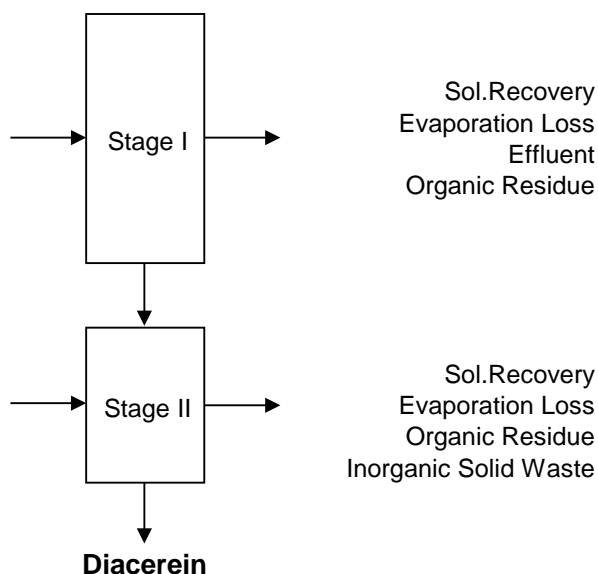 Stage I
Sol.Recovery
Evaporation Loss
Effluent
Organic Residue
Stage II
Sol.Recovery
Evaporation Loss
Organic Residue
Inorganic Solid Waste
Diacerein